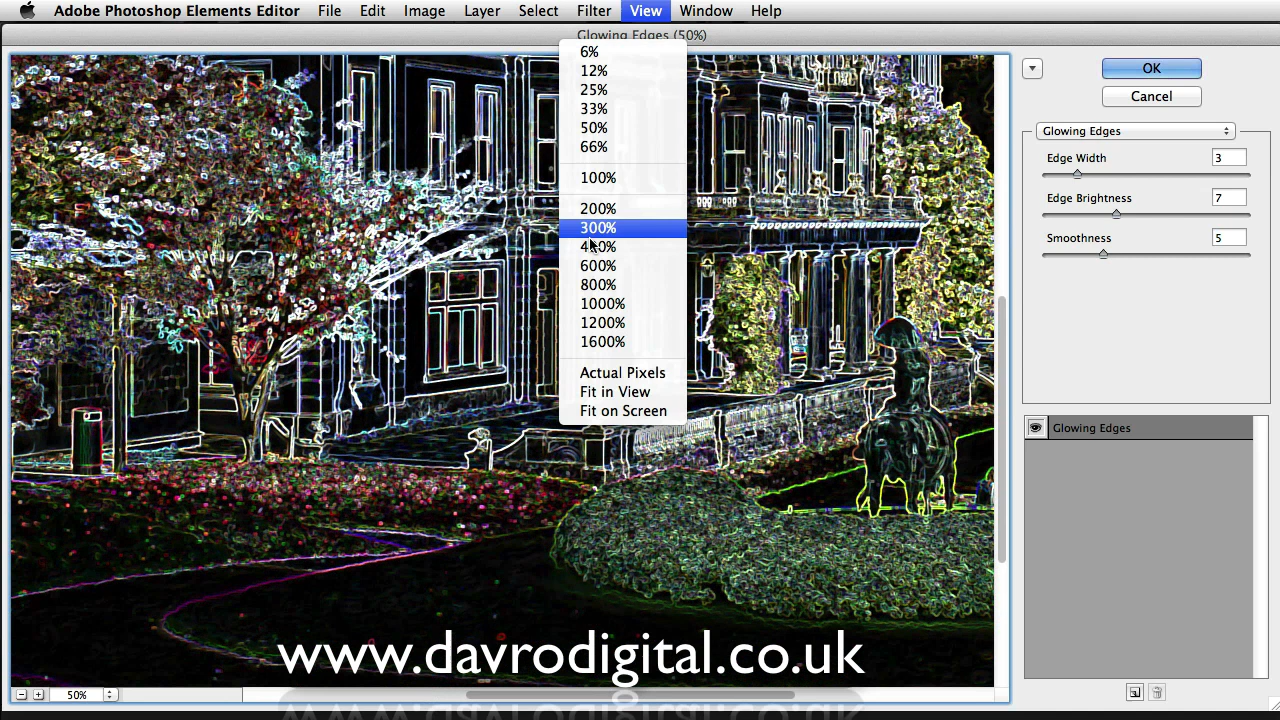 Adobe Photoshop Elements Editor File Edit Image Layer Select Filter View Window Help
Glowing Edges (50%)
6%
12%
25%
33%
50%
66%
100%
200%
300%
600%
800%
1000%
1200%
1600%
Actual Pixels
Fit in View
Fit on Screen
OK
Cancel
Glowing Edges
Edge Width 3
Edge Brightness 7
Smoothness 5
Glowing Edges
www.davrodigital.co.uk
50%